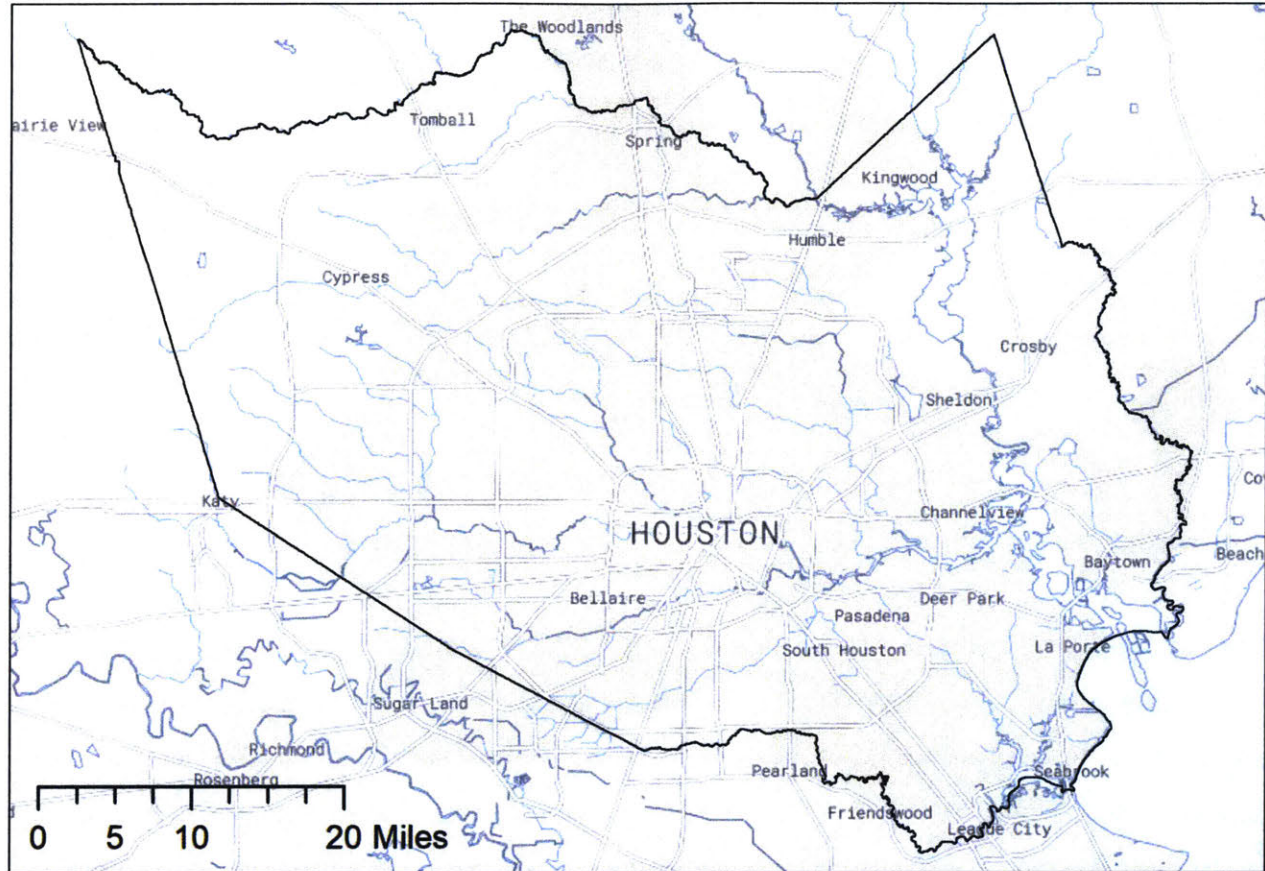 The Woodlands
Tomball
airie View
Spring
Kingwood
Humble
Cypress
Crosby
Sheldon
Katy
Channelview
HOUSTON
Cov
Beach
Baytown
Bellaire
Deer Park
Pasadena
La Porte
South Houston
Sugar Land
Richmond
Pearland
Seabrook
Rosenberg
Friendswood
League City
0 5 10 20 Miles